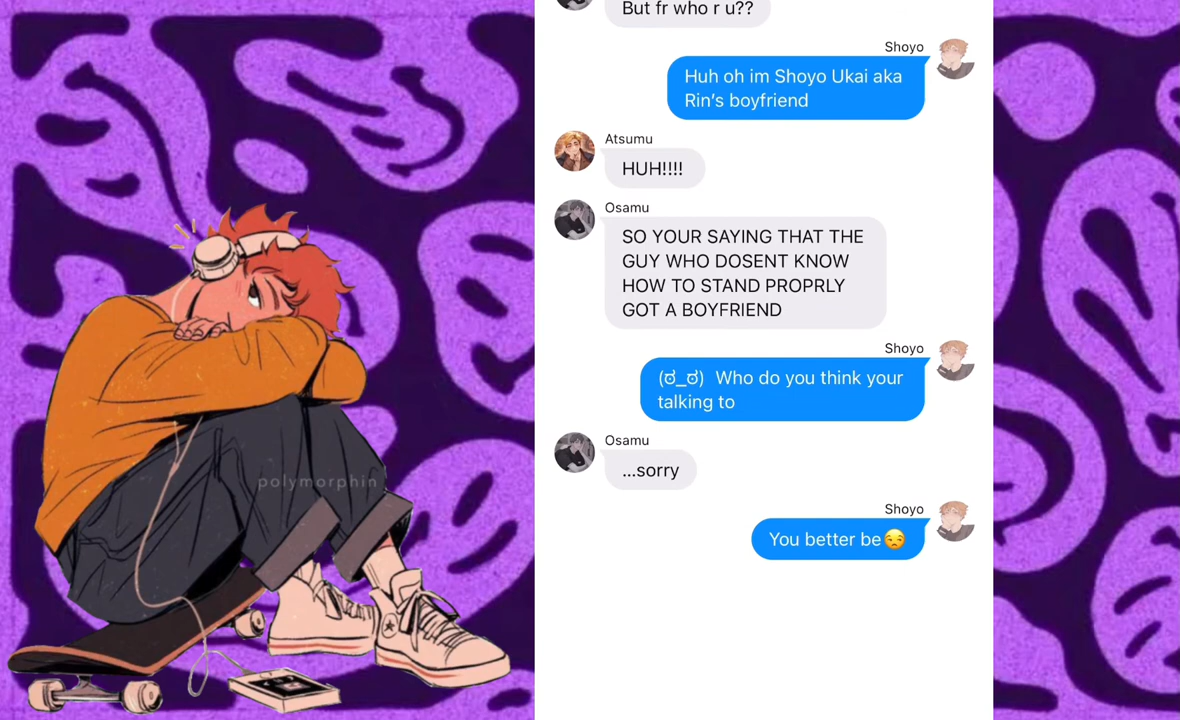 But fr who r u??
Shoyo
Huh oh im Shoyo Ukai aka
Rin's boyfriend
Atsumu
HUH!!!!
Osamu
SO YOUR SAYING THAT THE
GUY WHO DOSENT KNOW
HOW TO STAND PROPRLY
GOT A BOYFRIEND
Shoyo
(ಠ_ಠ) Who do you think your
talking to
Osamu
...sorry
Shoyo
You better be😒
polymorphin